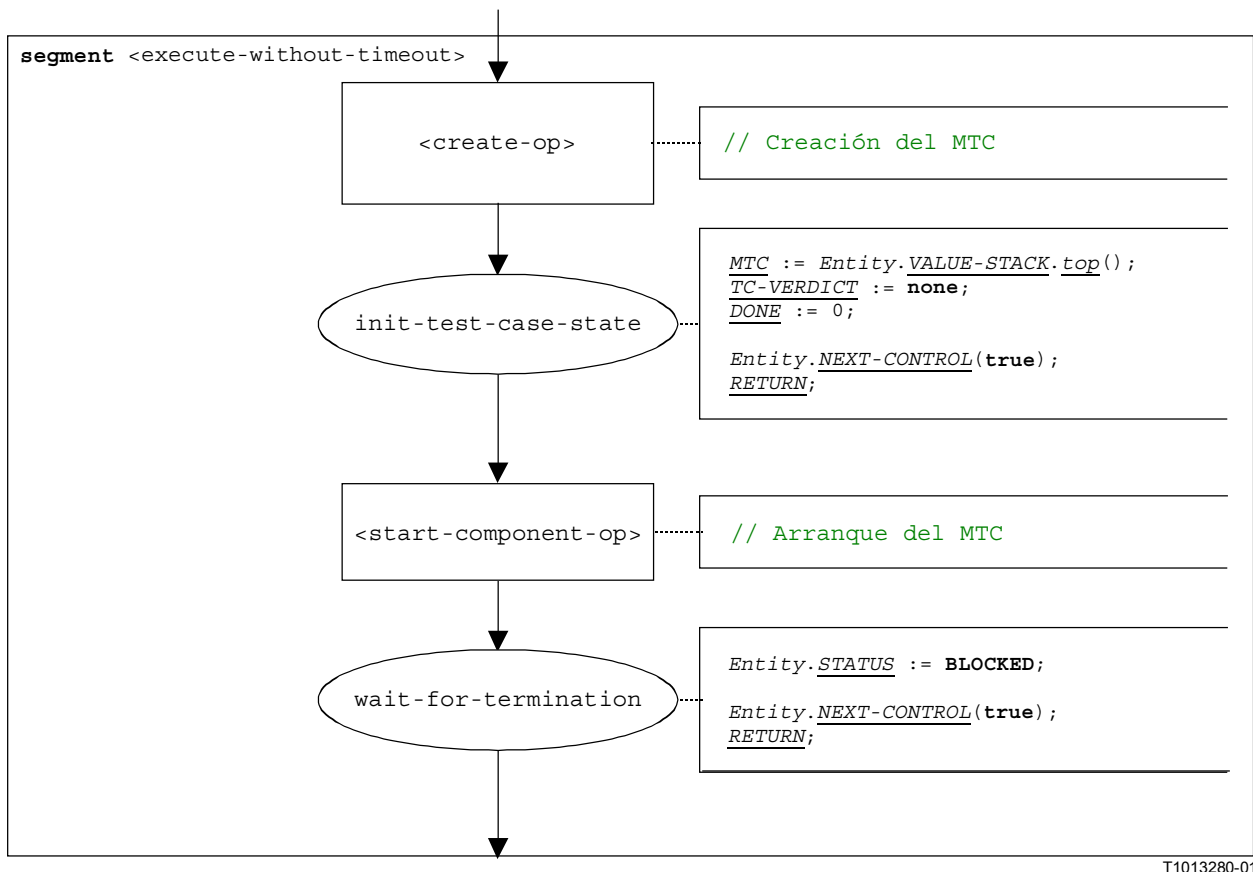 segment <execute-without-timeout>
<create-op>
// Creación del MTC
init-test-case-state
MTC := Entity.VALUE-STACK.top();
TC-VERDICT := none;
DONE := 0;
Entity.NEXT-CONTROL(true);
RETURN;
<start-component-op>
// Arranque del MTC
wait-for-termination
Entity.STATUS := BLOCKED;
Entity.NEXT-CONTROL(true);
RETURN;
T1013280-01